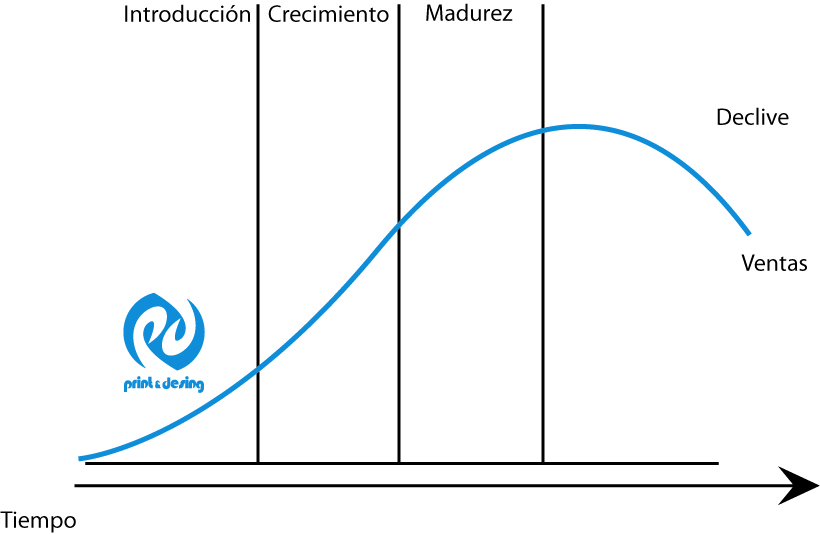 Introducción
Crecimiento
Madurez
Declive
Ventas
print & desing
Tiempo